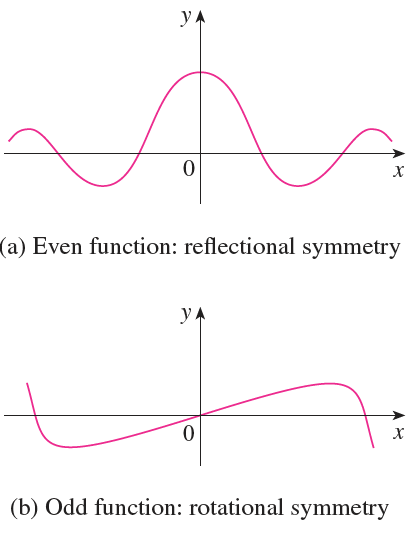 y
0
x
(a) Even function: reflectional symmetry
y
0
x
(b) Odd function: rotational symmetry